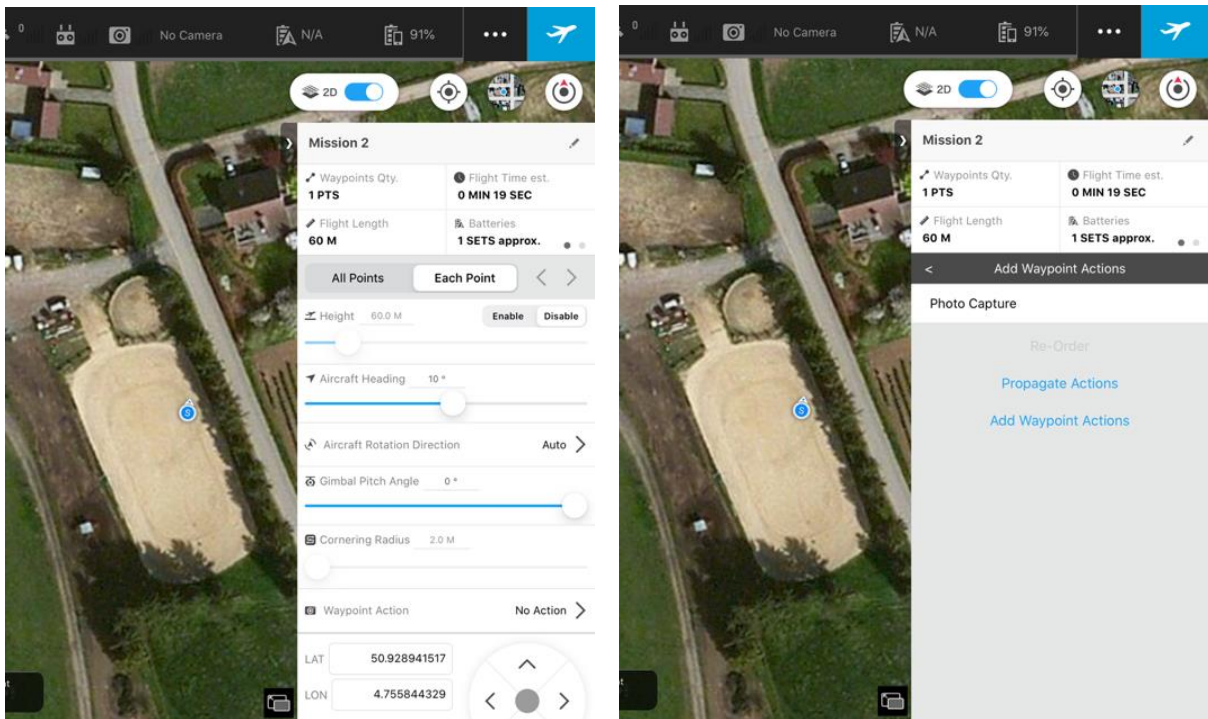 0 No Camera N/A 91% •••
2D
Mission 2
Waypoints Qty. Flight Time est.
1 PTS 0 MIN 19 SEC
Flight Length Batteries
60 M 1 SETS approx.
All Points Each Point
Height 60.0 M Enable Disable
Aircraft Heading 10 °
Aircraft Rotation Direction Auto
Gimbal Pitch Angle 0 °
Cornering Radius 2.0 M
Waypoint Action No Action
LAT 50.928941517
LON 4.755844329
S
0 No Camera N/A 91% •••
2D
Mission 2
Waypoints Qty. Flight Time est.
1 PTS 0 MIN 19 SEC
Flight Length Batteries
60 M 1 SETS approx.
< Add Waypoint Actions
Photo Capture
Re-Order
Propagate Actions
Add Waypoint Actions
S